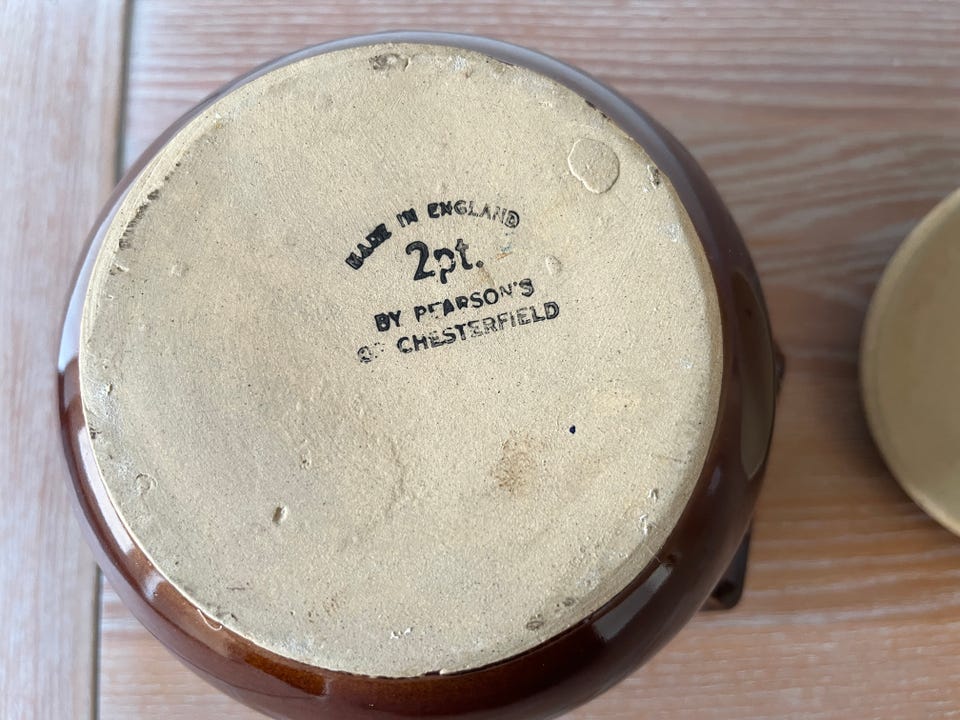 MADE IN ENGLAND
2pt.
BY PEARSON'S
OF CHESTERFIELD